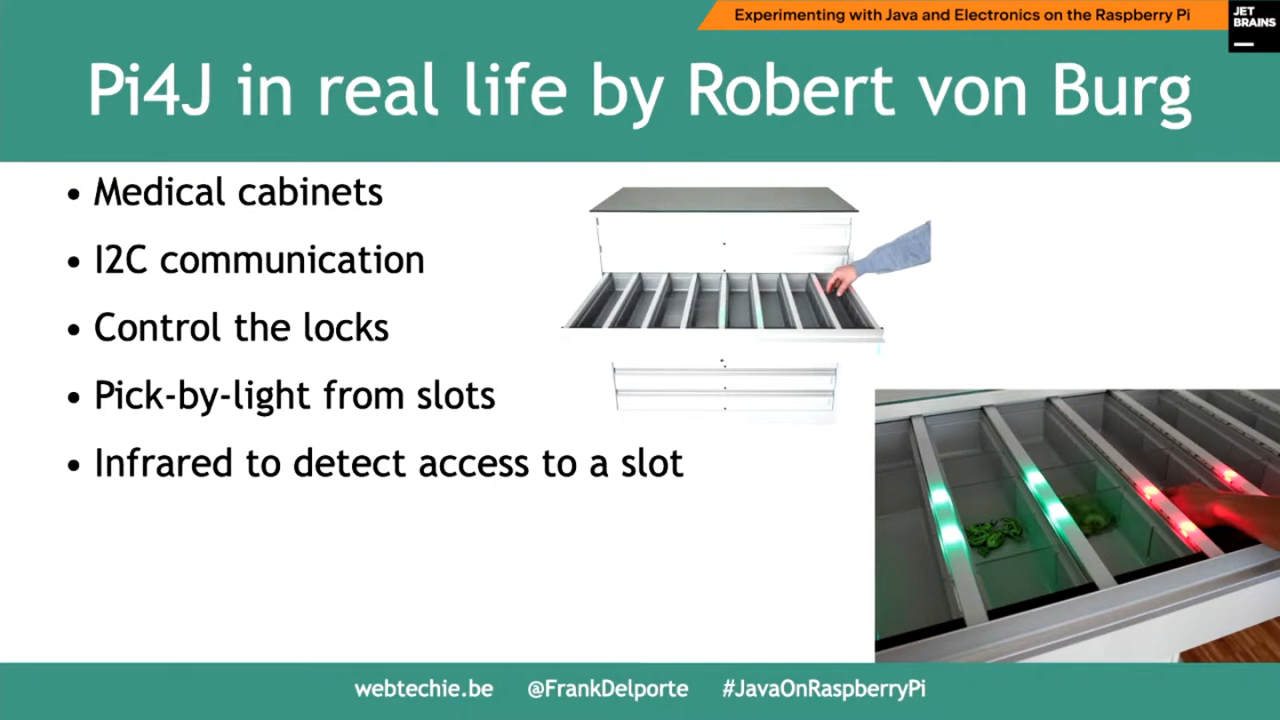 Experimenting with Java and Electronics on the Raspberry Pi
JET
BRAINS
Pi4J in real life by Robert von Burg
• Medical cabinets
• I2C communication
• Control the locks
• Pick-by-light from slots
• Infrared to detect access to a slot
webtechie.be @FrankDelporte #JavaOnRaspberryPi